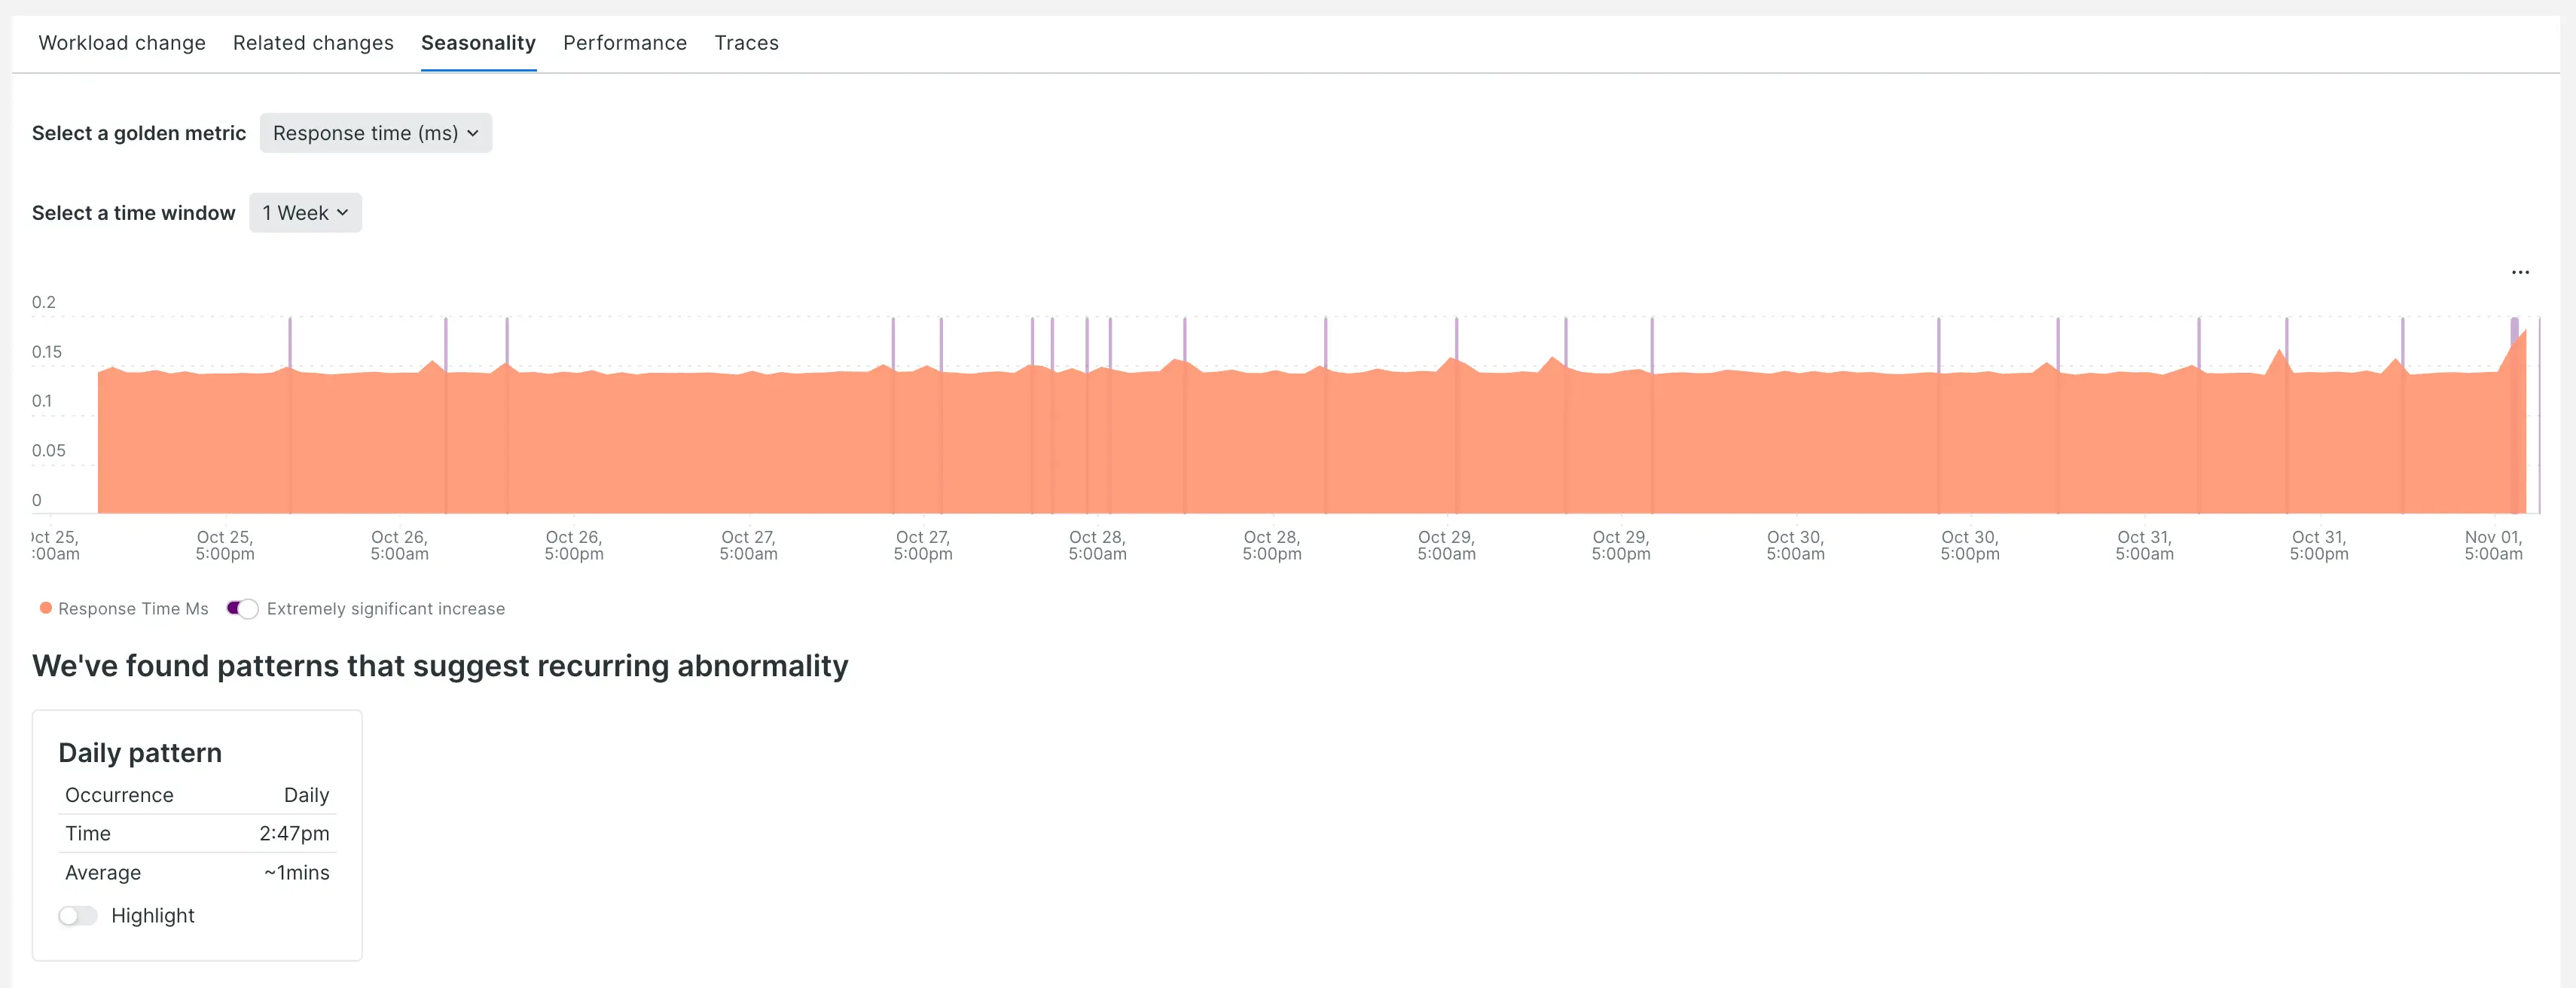 Workload change Related changes Seasonality Performance Traces
Select a golden metric Response time (ms)
Select a time window 1 Week
...
0.2
0.15
0.1
0.05
0
ct 25, Oct 25, Oct 26, Oct 26, Oct 27, Oct 27, Oct 28, Oct 28, Oct 29, Oct 29, Oct 30, Oct 30, Oct 31, Oct 31, Nov 01,
:00am 5:00pm 5:00am 5:00pm 5:00am 5:00pm 5:00am 5:00pm 5:00am 5:00pm 5:00am 5:00pm 5:00am 5:00pm 5:00am
Response Time Ms Extremely significant increase
We've found patterns that suggest recurring abnormality
Daily pattern
Occurrence Daily
Time 2:47pm
Average ~1mins
Highlight